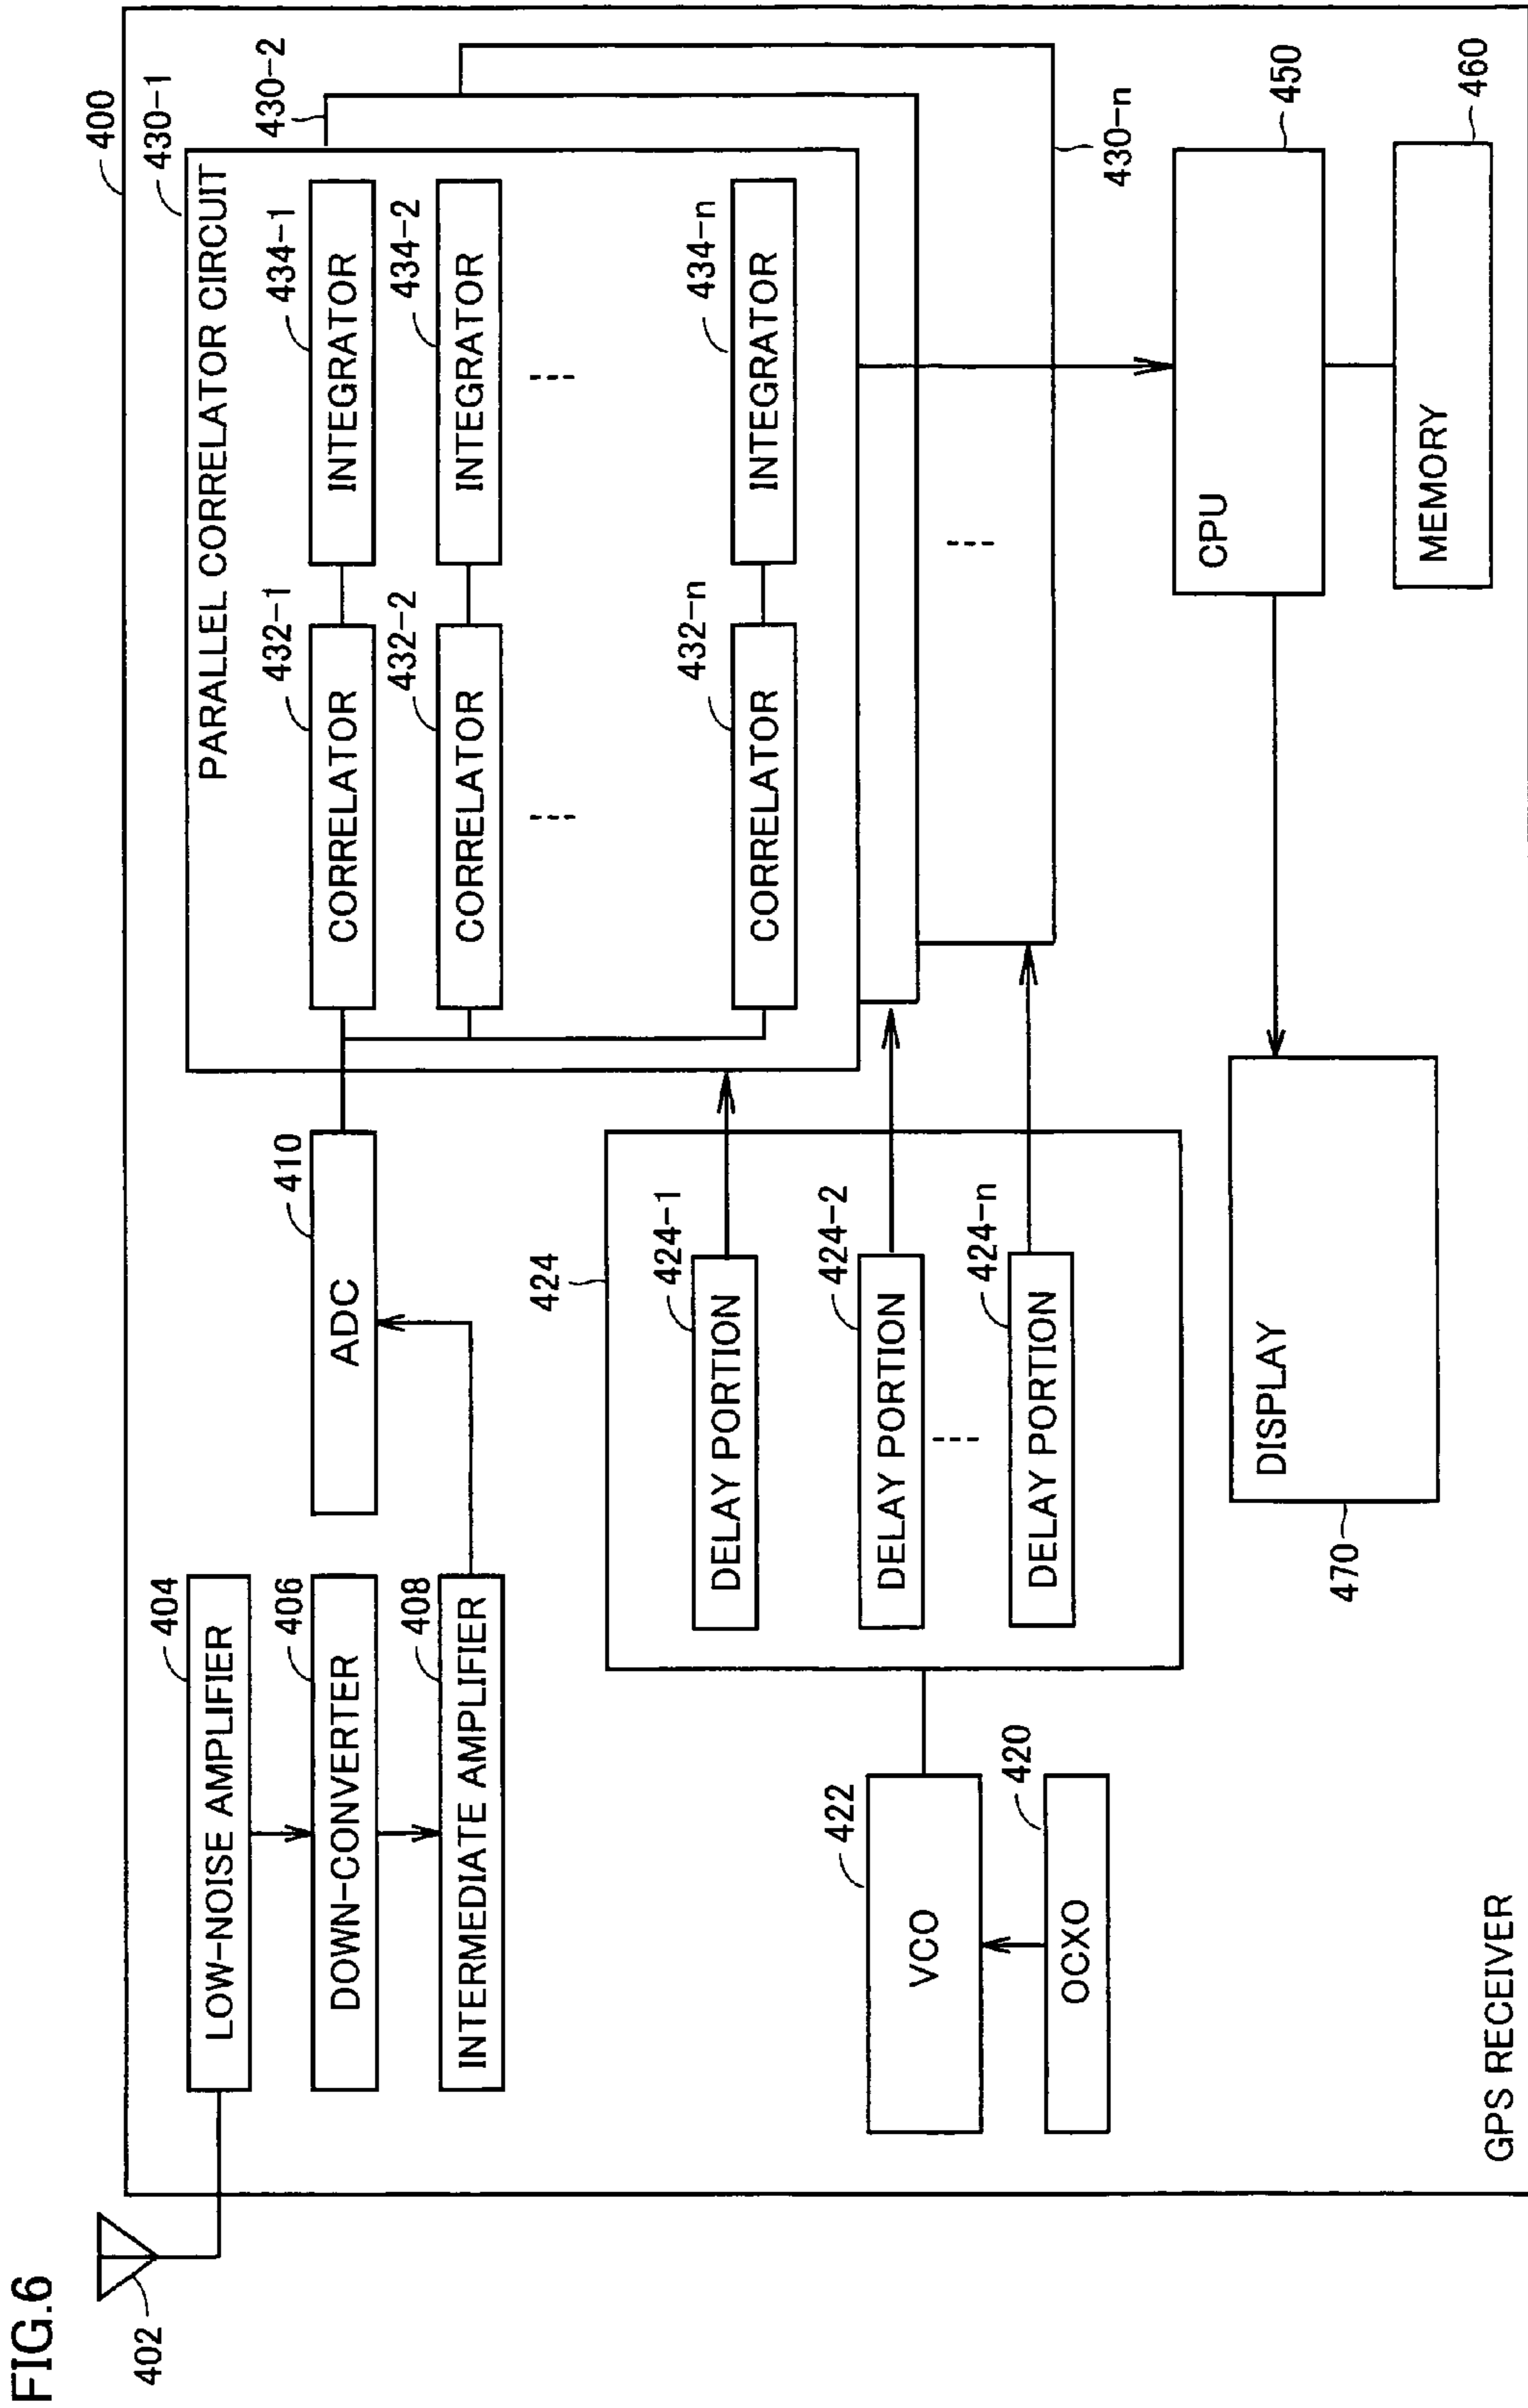 FIG.6
400
402
404
LOW-NOISE AMPLIFIER
406
DOWN-CONVERTER
408
INTERMEDIATE AMPLIFIER
410
ADC
430-1
PARALLEL CORRELATOR CIRCUIT
432-1
CORRELATOR
434-1
INTEGRATOR
432-2
CORRELATOR
434-2
INTEGRATOR
432-n
CORRELATOR
434-n
INTEGRATOR
430-2
430-n
422
VCO
420
OCXO
424
424-1
DELAY PORTION
424-2
DELAY PORTION
424-n
DELAY PORTION
450
CPU
460
MEMORY
DISPLAY
470
GPS RECEIVER